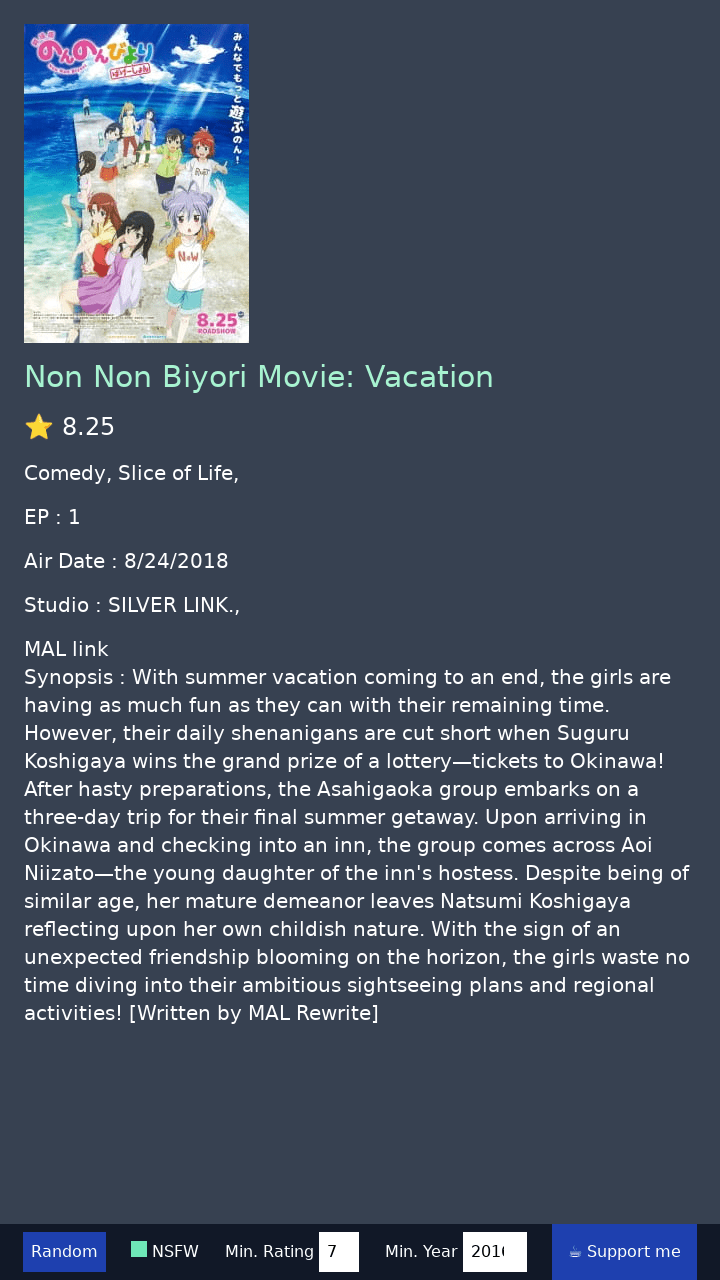 劇場版
のんのんびより
Non Non Biyori
ばけーしょん
みんなでもっと遊ぶのん!
NoW
8.25
ROADSHOW
Non Non Biyori Movie: Vacation
⭐ 8.25
Comedy, Slice of Life,
EP : 1
Air Date : 8/24/2018
Studio : SILVER LINK.,
MAL link
Synopsis : With summer vacation coming to an end, the girls are
having as much fun as they can with their remaining time.
However, their daily shenanigans are cut short when Suguru
Koshigaya wins the grand prize of a lottery—tickets to Okinawa!
After hasty preparations, the Asahigaoka group embarks on a
three-day trip for their final summer getaway. Upon arriving in
Okinawa and checking into an inn, the group comes across Aoi
Niizato—the young daughter of the inn's hostess. Despite being of
similar age, her mature demeanor leaves Natsumi Koshigaya
reflecting upon her own childish nature. With the sign of an
unexpected friendship blooming on the horizon, the girls waste no
time diving into their ambitious sightseeing plans and regional
activities! [Written by MAL Rewrite]
Random NSFW Min. Rating 7 Min. Year 2016 ☕ Support me